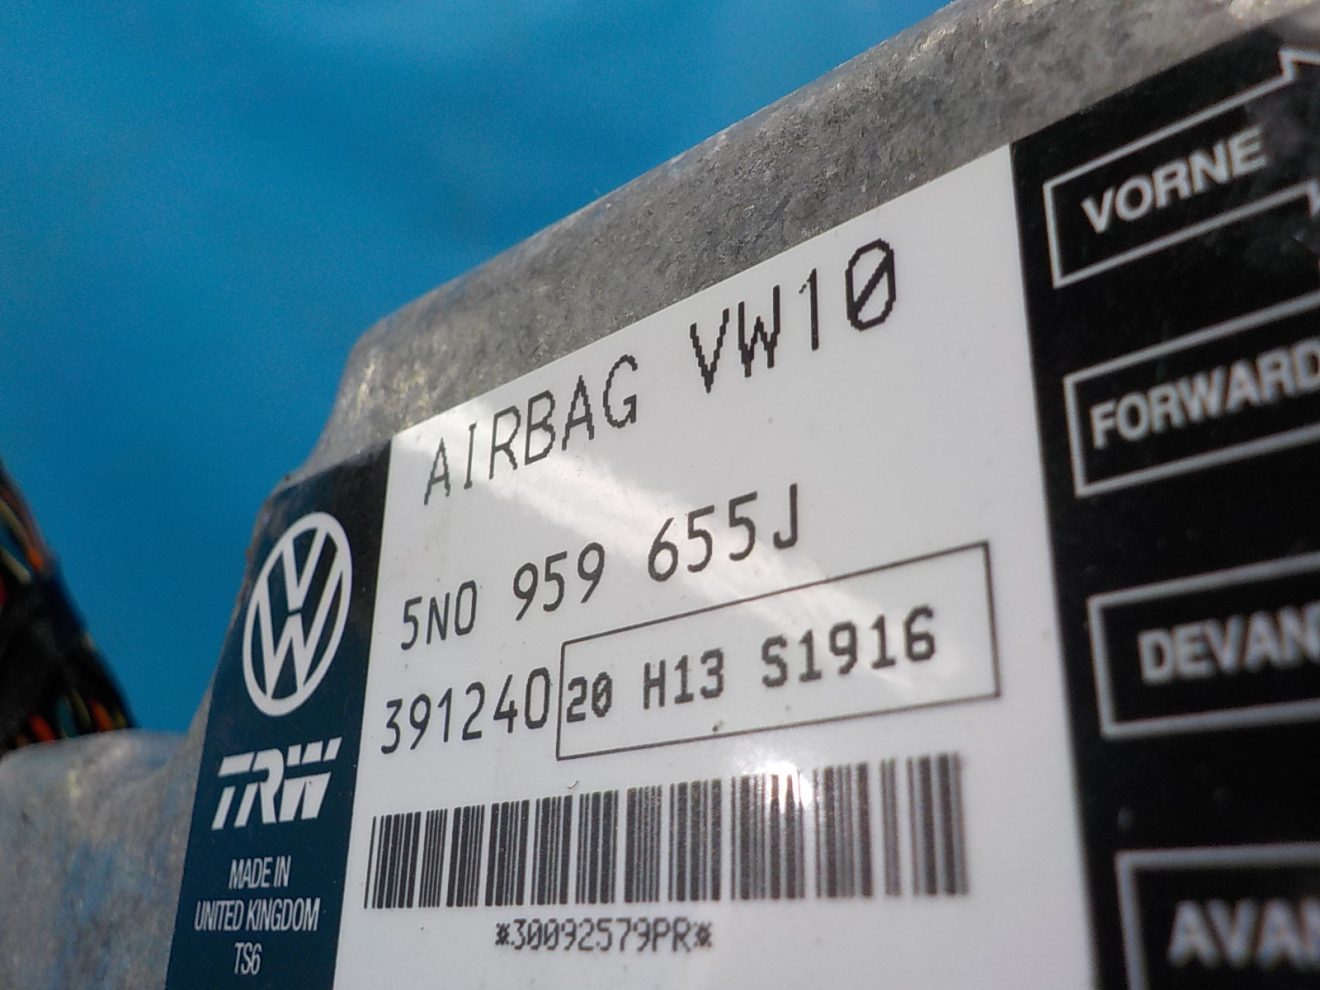 AIRBAG VW10
5N0 959 655J
391240 20 H13 S1916
*30092579PR*
TRW
MADE IN
UNITED KINGDOM
TS6
VORNE
FORWARD
DEVAN
AVAN